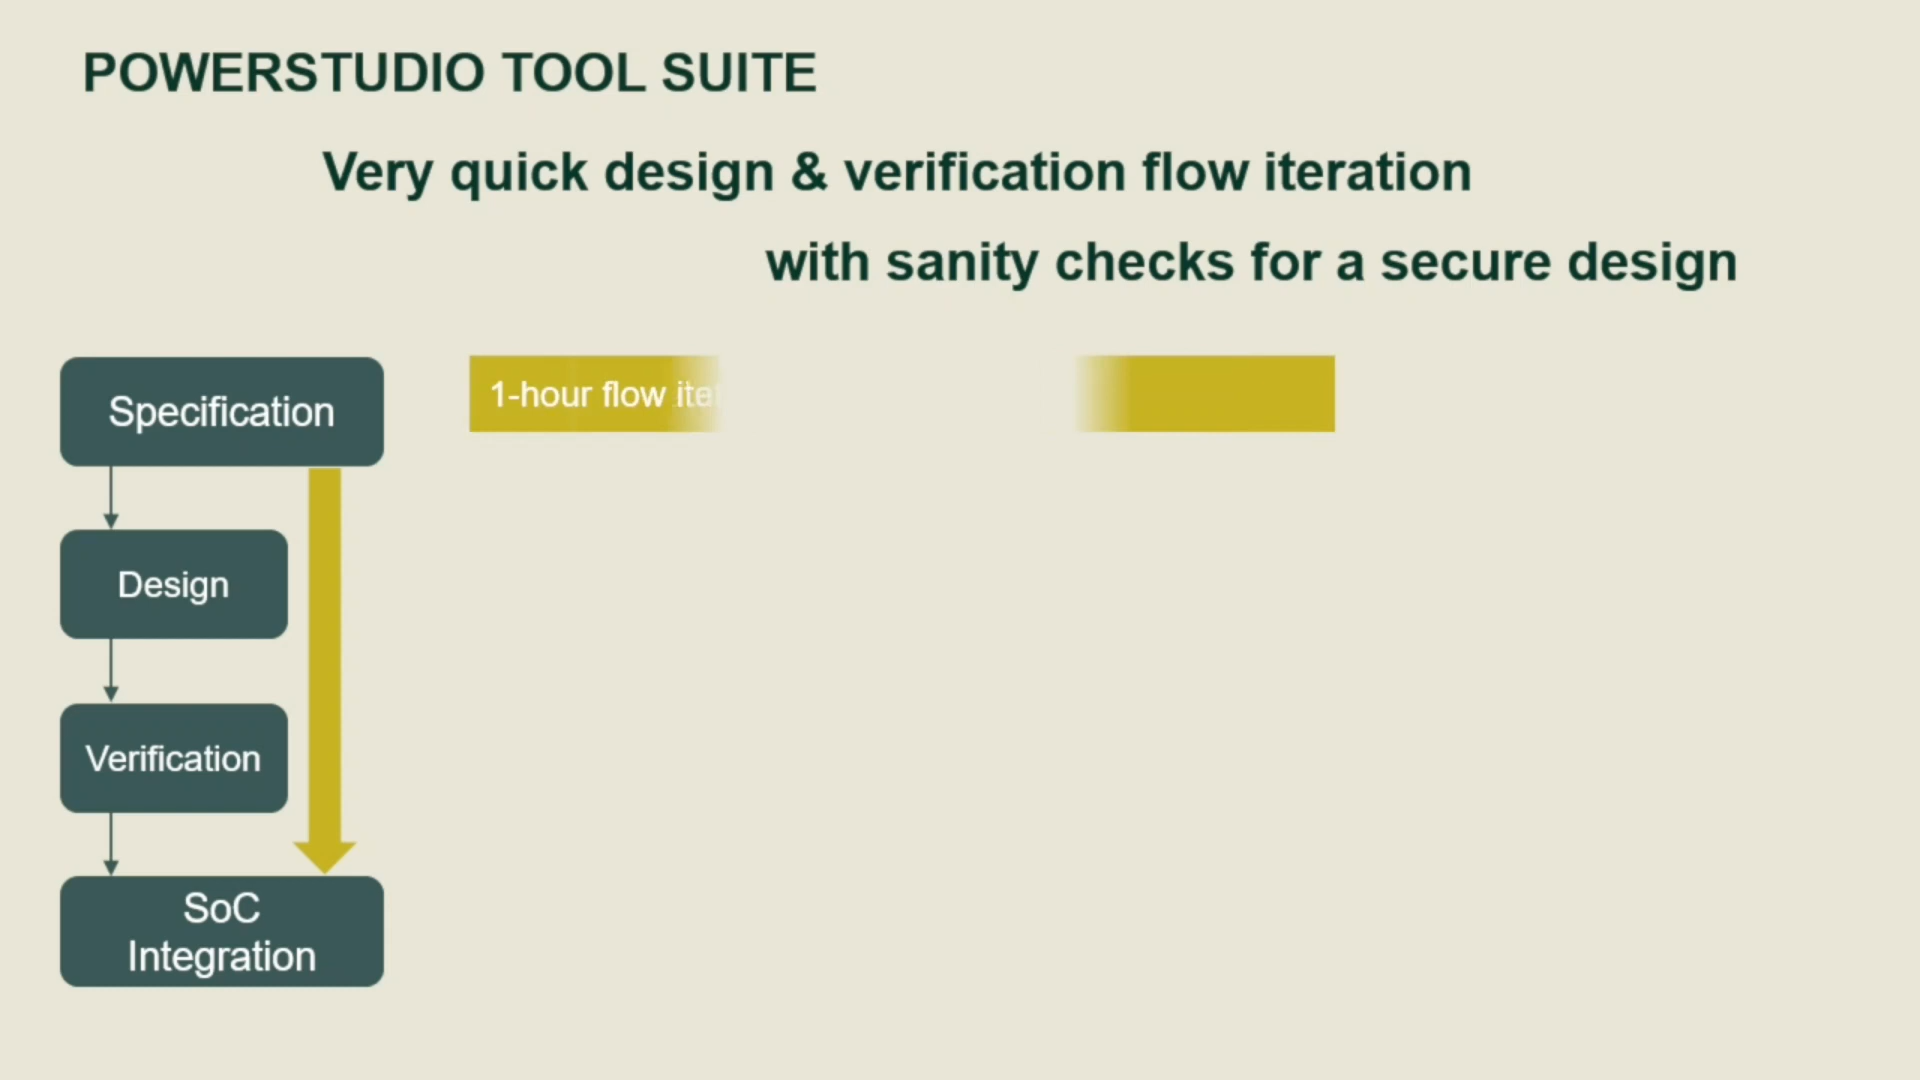 POWERSTUDIO TOOL SUITE
Very quick design & verification flow iteration
with sanity checks for a secure design
Specification
1-hour flow
Design
Verification
SoC
Integration